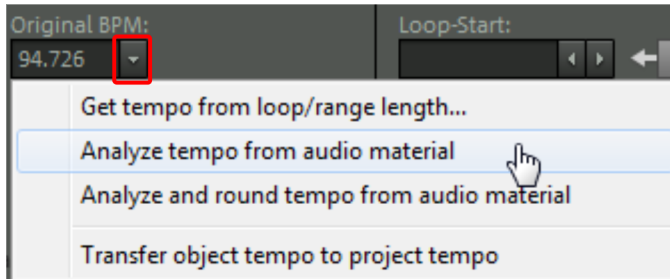 Original BPM: Loop-Start:
94.726
Get tempo from loop/range length...
Analyze tempo from audio material
Analyze and round tempo from audio material
Transfer object tempo to project tempo